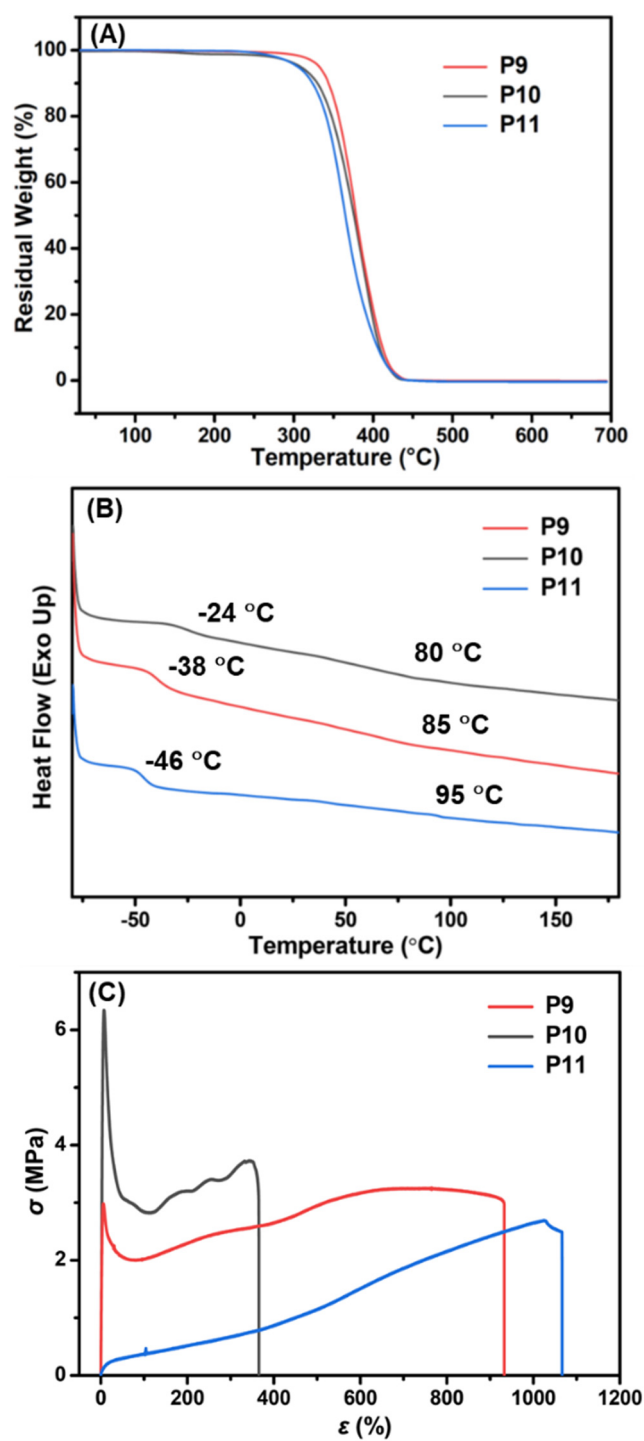 (A)
P9
P10
P11
100
80
60
40
20
0
Residual Weight (%)
100 200 300 400 500 600 700
Temperature (°C)
(B)
P9
P10
P11
-24 °C
80 °C
-38 °C
85 °C
-46 °C
95 °C
Heat Flow (Exo Up)
-50 0 50 100 150
Temperature (°C)
(C)
P9
P10
P11
6
4
2
0
σ (MPa)
0 200 400 600 800 1000 1200
ε (%)